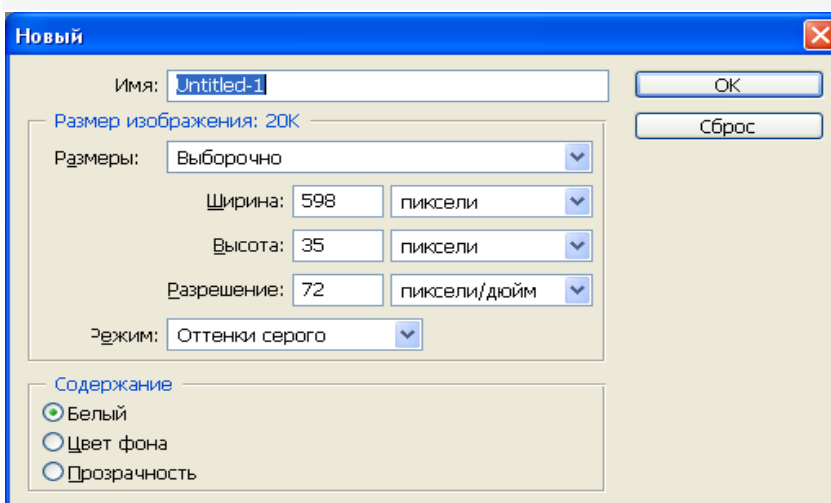 Новый
Имя: Untitled-1
OK
Размер изображения: 20K
Сброс
Размеры: Выборочно
Ширина: 598 пиксели
Высота: 35 пиксели
Разрешение: 72 пиксели/дюйм
Режим: Оттенки серого
Содержание
Белый
Цвет фона
Прозрачность